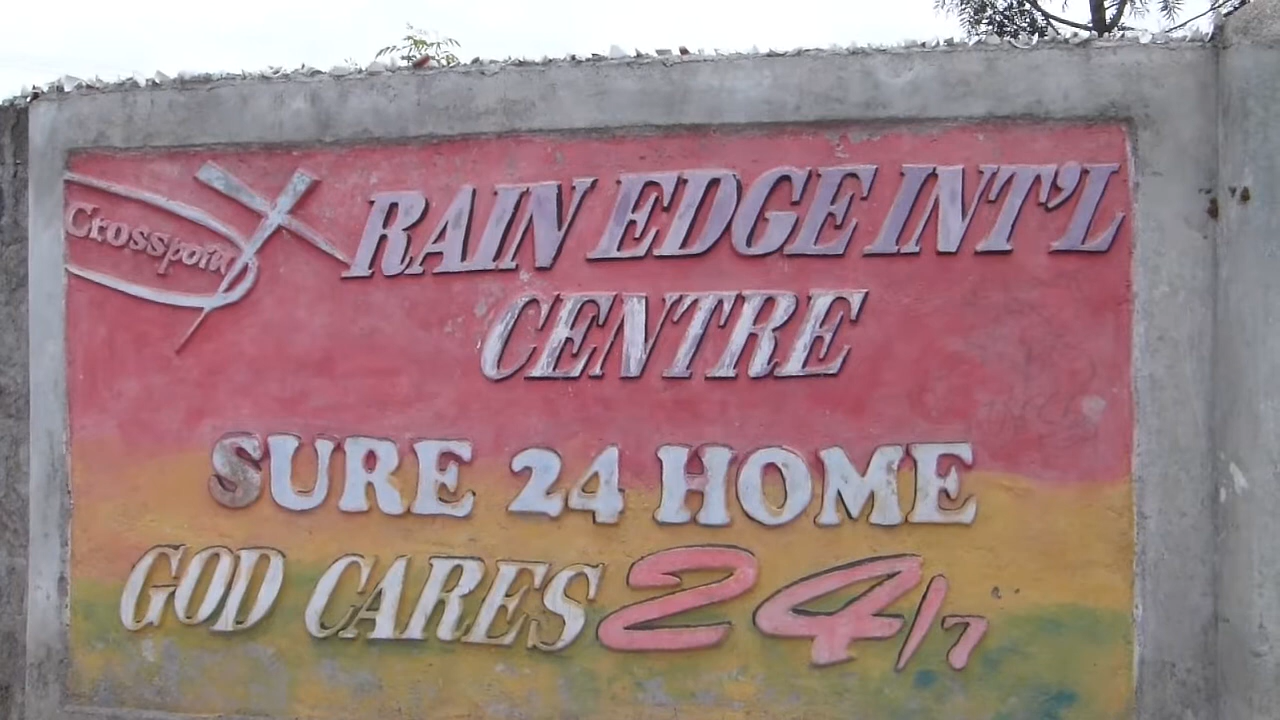 Crosspoint
RAIN EDGE INT'L
CENTRE
SURE 24 HOME
GOD CARES 24/7